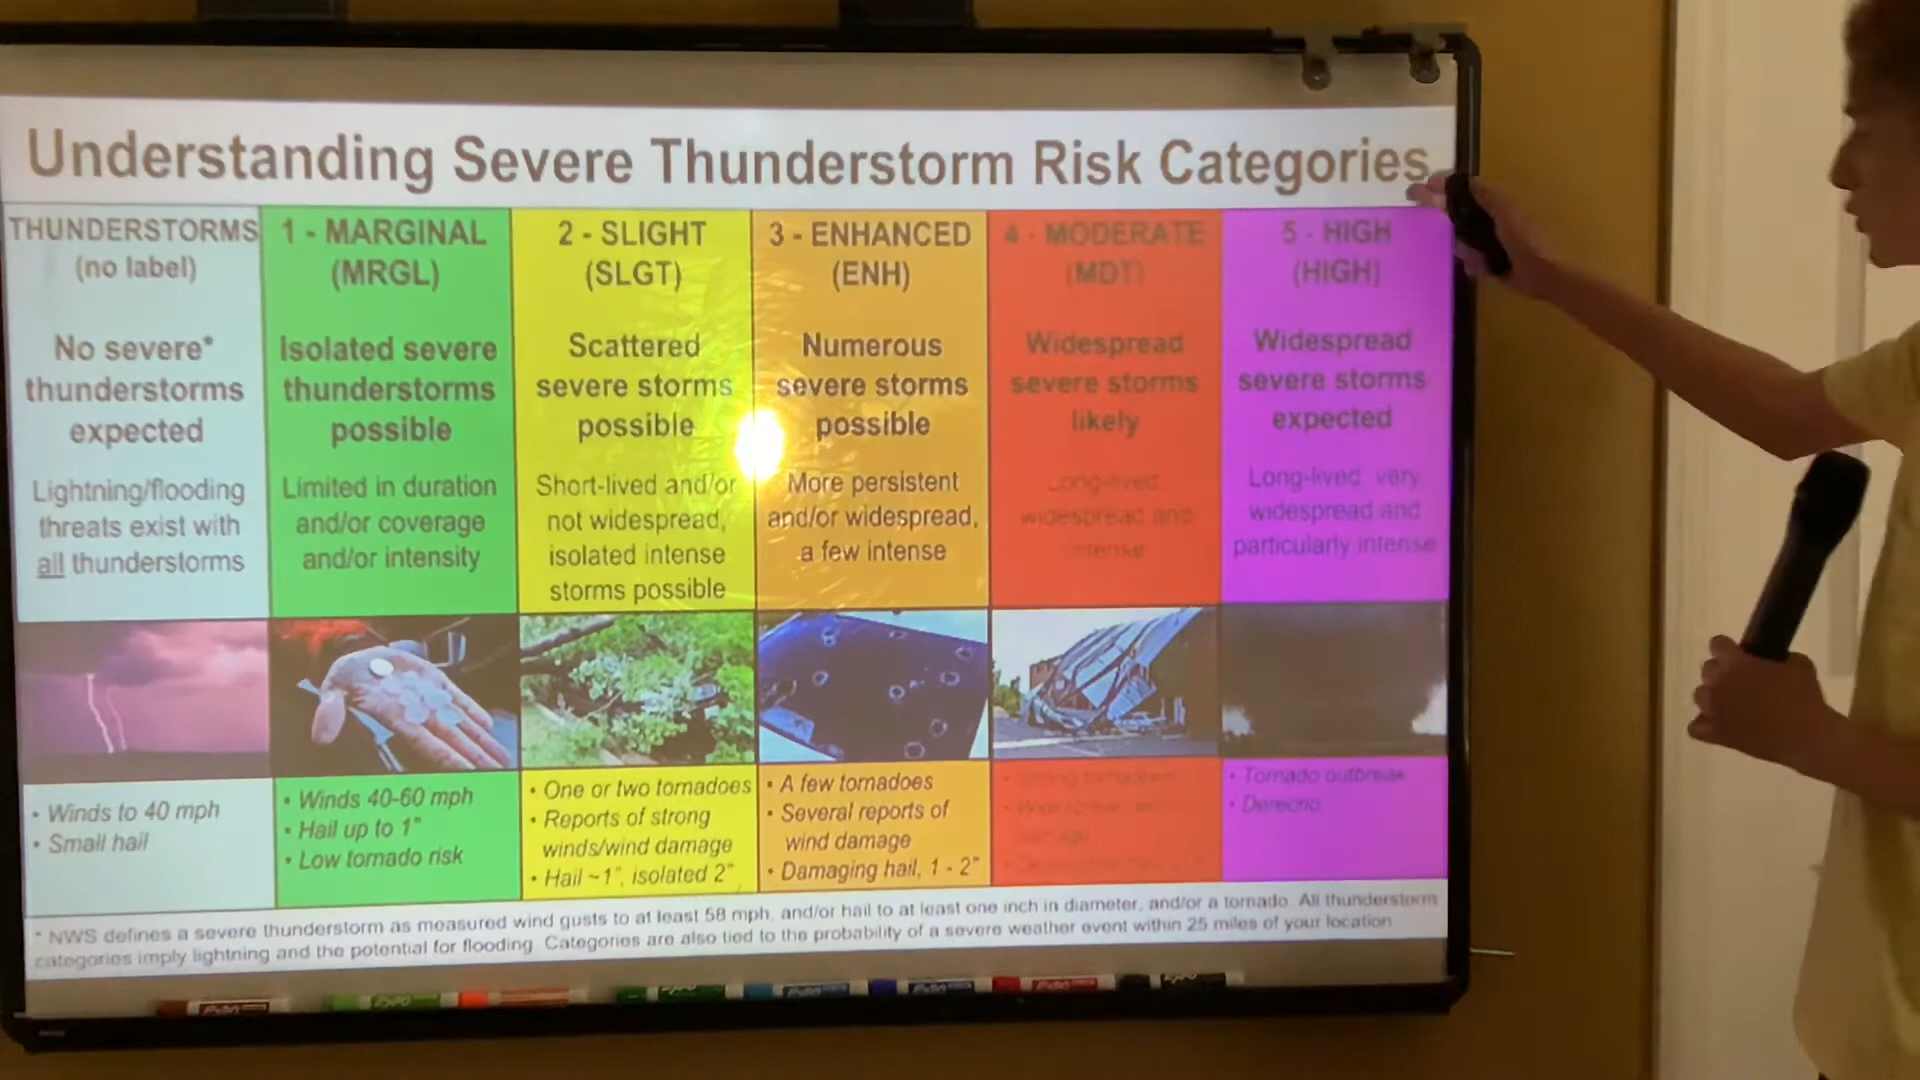 Understanding Severe Thunderstorm Risk Categories
THUNDERSTORMS
(no label)
No severe*
thunderstorms
expected
Lightning/flooding
threats exist with
all thunderstorms
• Winds to 40 mph
• Small hail
1 - MARGINAL
(MRGL)
Isolated severe
thunderstorms
possible
Limited in duration
and/or coverage
and/or intensity
• Winds 40-60 mph
• Hail up to 1"
• Low tornado risk
2 - SLIGHT
(SLGT)
Scattered
severe storms
possible
Short-lived and/or
not widespread,
isolated intense
storms possible
• One or two tornadoes
• Reports of strong
winds/wind damage
• Hail ~1", isolated 2"
3 - ENHANCED
(ENH)
Numerous
severe storms
possible
More persistent
and/or widespread,
a few intense
• A few tornadoes
• Several reports of
wind damage
• Damaging hail, 1 - 2"
4 - MODERATE
(MDT)
Widespread
severe storms
likely
Long-lived
widespread and
intense
5 - HIGH
(HIGH)
Widespread
severe storms
expected
Long-lived very
widespread and
particularly intense
• Tornado outbreak
• Derecho
* NWS defines a severe thunderstorm as measured wind gusts to at least 58 mph, and/or hail to at least one inch in diameter, and/or a tornado. All thunderstorm
categories imply lightning and the potential for flooding. Categories are also tied to the probability of a severe weather event within 25 miles of your location